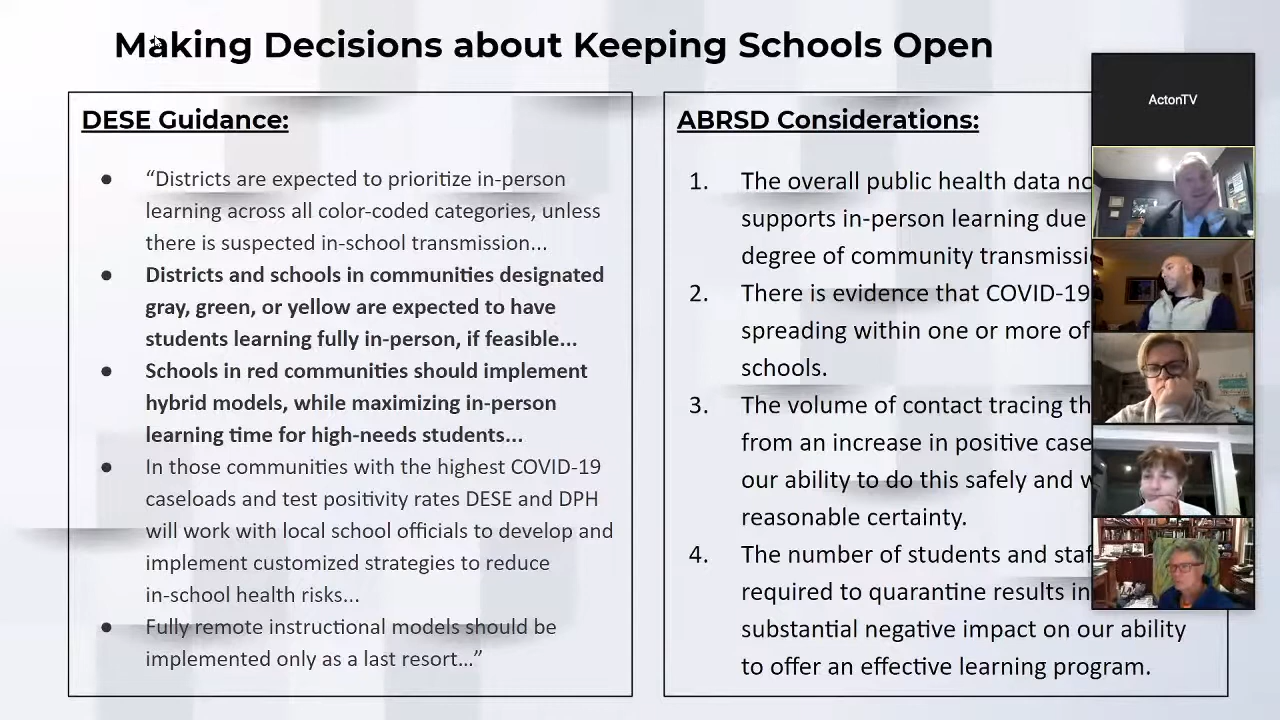 Making Decisions about Keeping Schools Open
DESE Guidance:
● “Districts are expected to prioritize in-person
learning across all color-coded categories, unless
there is suspected in-school transmission...
● Districts and schools in communities designated
gray, green, or yellow are expected to have
students learning fully in-person, if feasible...
● Schools in red communities should implement
hybrid models, while maximizing in-person
learning time for high-needs students...
● In those communities with the highest COVID-19
caseloads and test positivity rates DESE and DPH
will work with local school officials to develop and
implement customized strategies to reduce
in-school health risks...
● Fully remote instructional models should be
implemented only as a last resort...”
ABRSD Considerations:
1. The overall public health data
supports in-person learning due
degree of community
2. There is evidence that COVID-19
spreading within one or more of
schools.
3. The volume of contact tracing
from an increase in positive
our ability to do this safely and
reasonable certainty.
4. The number of students and
required to quarantine results in
substantial negative impact on our ability
to offer an effective learning program.
ActonTV